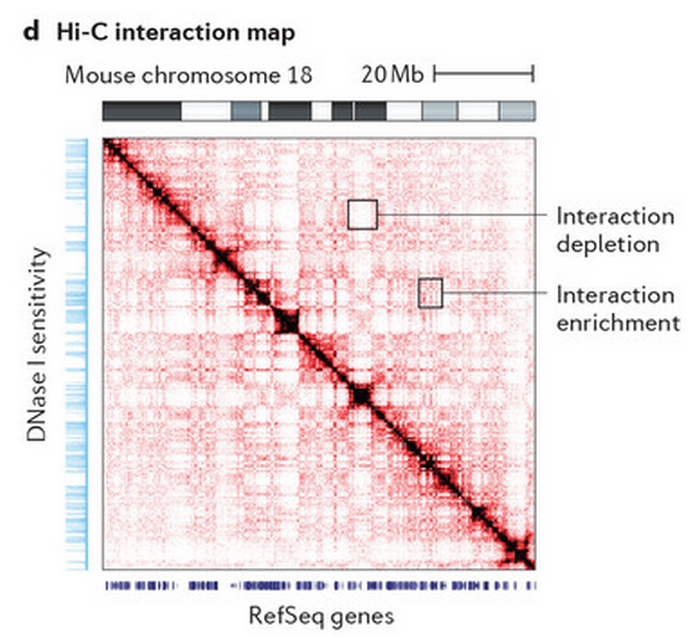 d Hi-C interaction map
Mouse chromosome 18
20 Mb
Interaction
depletion
Interaction
enrichment
DNase I sensitivity
RefSeq genes